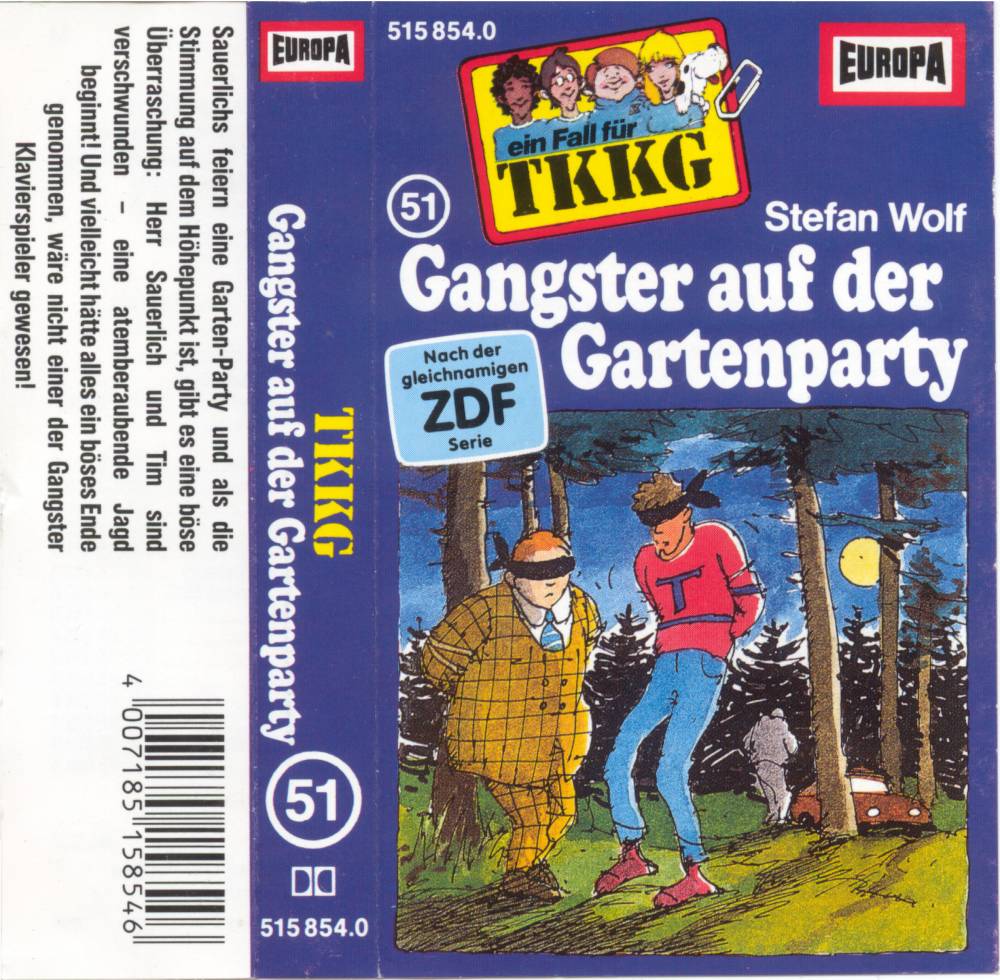 Sauerlichs feiern eine Garten-Party und als die
Stimmung auf dem Höhepunkt ist, gibt es eine böse
Überraschung: Herr Sauerlich und Tim sind
verschwunden – eine atemberaubende Jagd
beginnt! Und vielleicht hätte alles ein böses Ende
genommen, wäre nicht einer der Gangster
Klavierspieler gewesen!
4 007185 158546
EUROPA
TKKG
Gangster auf der Gartenparty
51
515 854.0
515 854.0
ein Fall für
TKKG
EUROPA
51
Stefan Wolf
Gangster auf der
Gartenparty
Nach der
gleichnamigen
ZDF
Serie
T